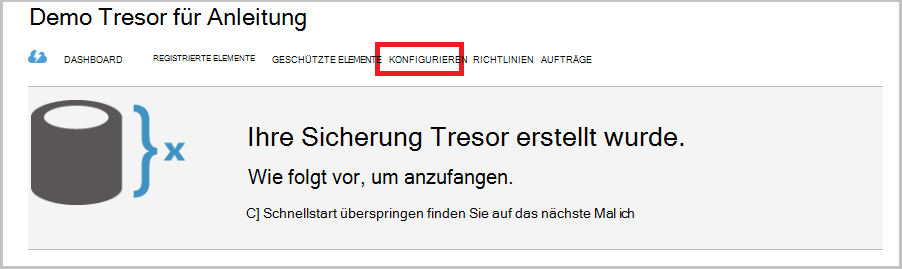 Demo Tresor für Anleitung
DASHBOARD REGISTRIERTE ELEMENTE GESCHÜTZTE ELEMENTE KONFIGURIEREN RICHTLINIEN AUFTRÄGE
} x
Ihre Sicherung Tresor erstellt wurde.
Wie folgt vor, um anzufangen.
C] Schnellstart überspringen finden Sie auf das nächste Mal ich